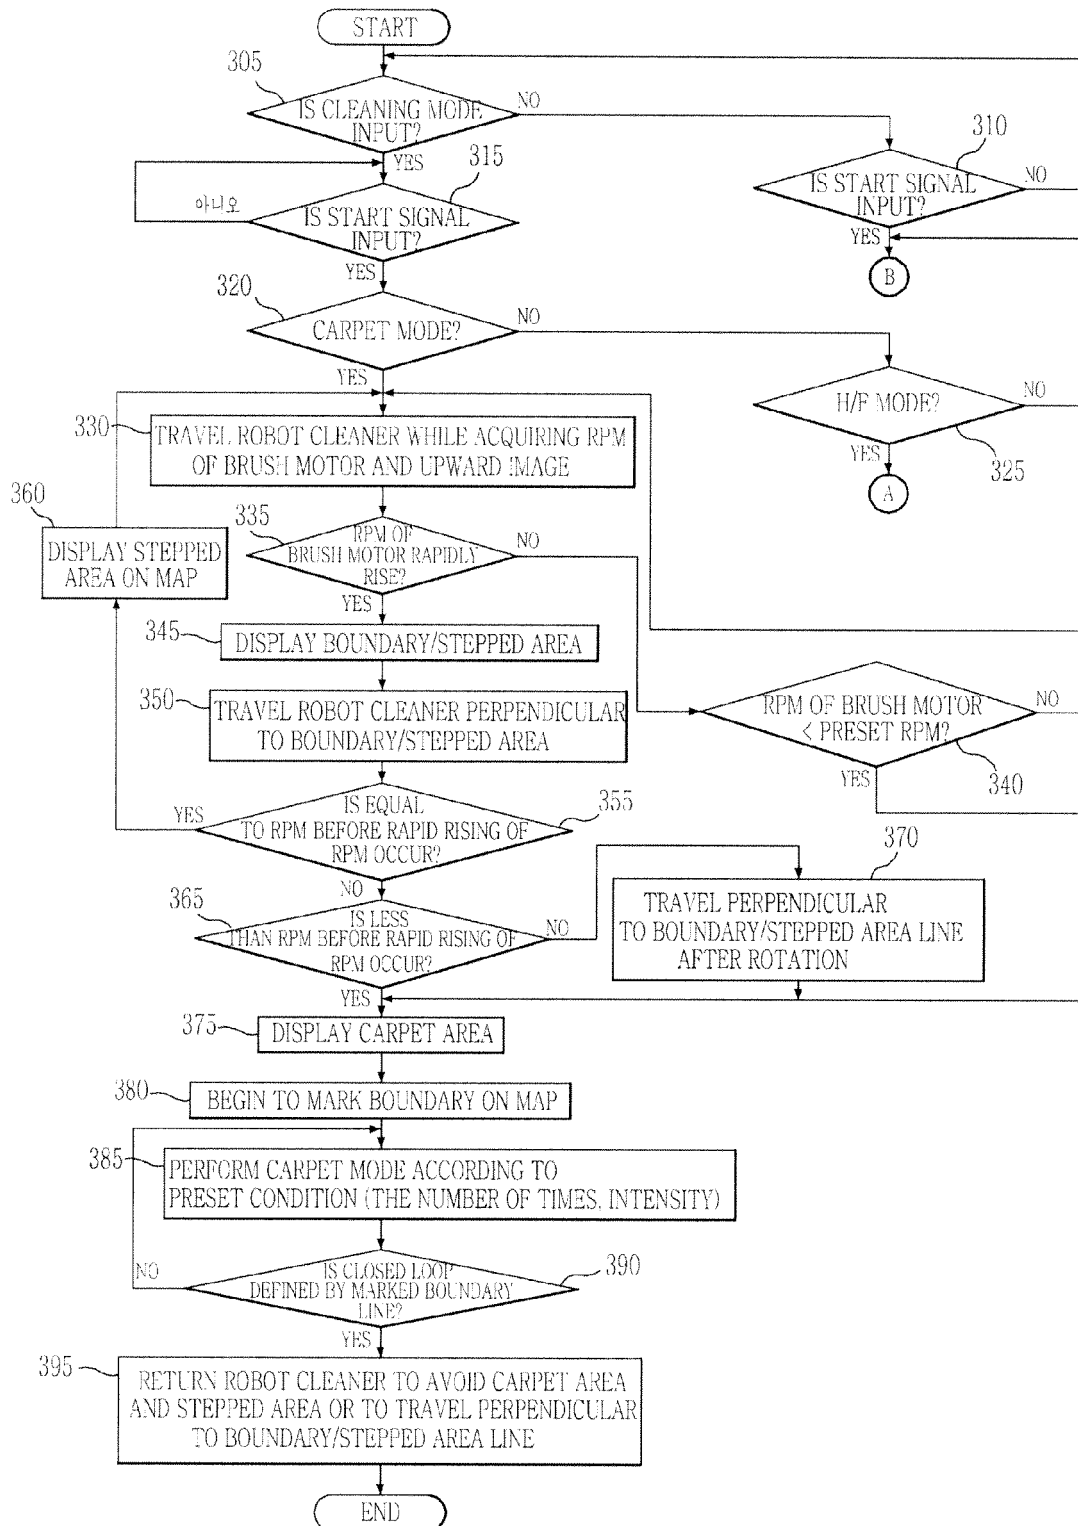 START
305
IS CLEANING MODE
INPUT?
NO
YES
310
IS START SIGNAL
INPUT?
NO
YES
B
315
IS START SIGNAL
INPUT?
아니오
YES
320
CARPET MODE?
NO
YES
H/F MODE?
NO
YES
325
A
330
TRAVEL ROBOT CLEANER WHILE ACQUIRING RPM
OF BRUSH MOTOR AND UPWARD IMAGE
360
DISPLAY STEPPED
AREA ON MAP
335
RPM OF
BRUSH MOTOR RAPIDLY
RISE?
NO
YES
345
DISPLAY BOUNDARY/STEPPED AREA
350
TRAVEL ROBOT CLEANER PERPENDICULAR
TO BOUNDARY/STEPPED AREA
RPM OF BRUSH MOTOR
< PRESET RPM?
NO
YES
340
355
IS EQUAL
TO RPM BEFORE RAPID RISING OF
RPM OCCUR?
YES
NO
365
IS LESS
THAN RPM BEFORE RAPID RISING OF
RPM OCCUR?
NO
YES
370
TRAVEL PERPENDICULAR
TO BOUNDARY/STEPPED AREA LINE
AFTER ROTATION
375
DISPLAY CARPET AREA
380
BEGIN TO MARK BOUNDARY ON MAP
385
PERFORM CARPET MODE ACCORDING TO
PRESET CONDITION (THE NUMBER OF TIMES, INTENSITY)
390
IS CLOSED LOOP
DEFINED BY MARKED BOUNDARY
LINE?
NO
YES
395
RETURN ROBOT CLEANER TO AVOID CARPET AREA
AND STEPPED AREA OR TO TRAVEL PERPENDICULAR
TO BOUNDARY/STEPPED AREA LINE
END